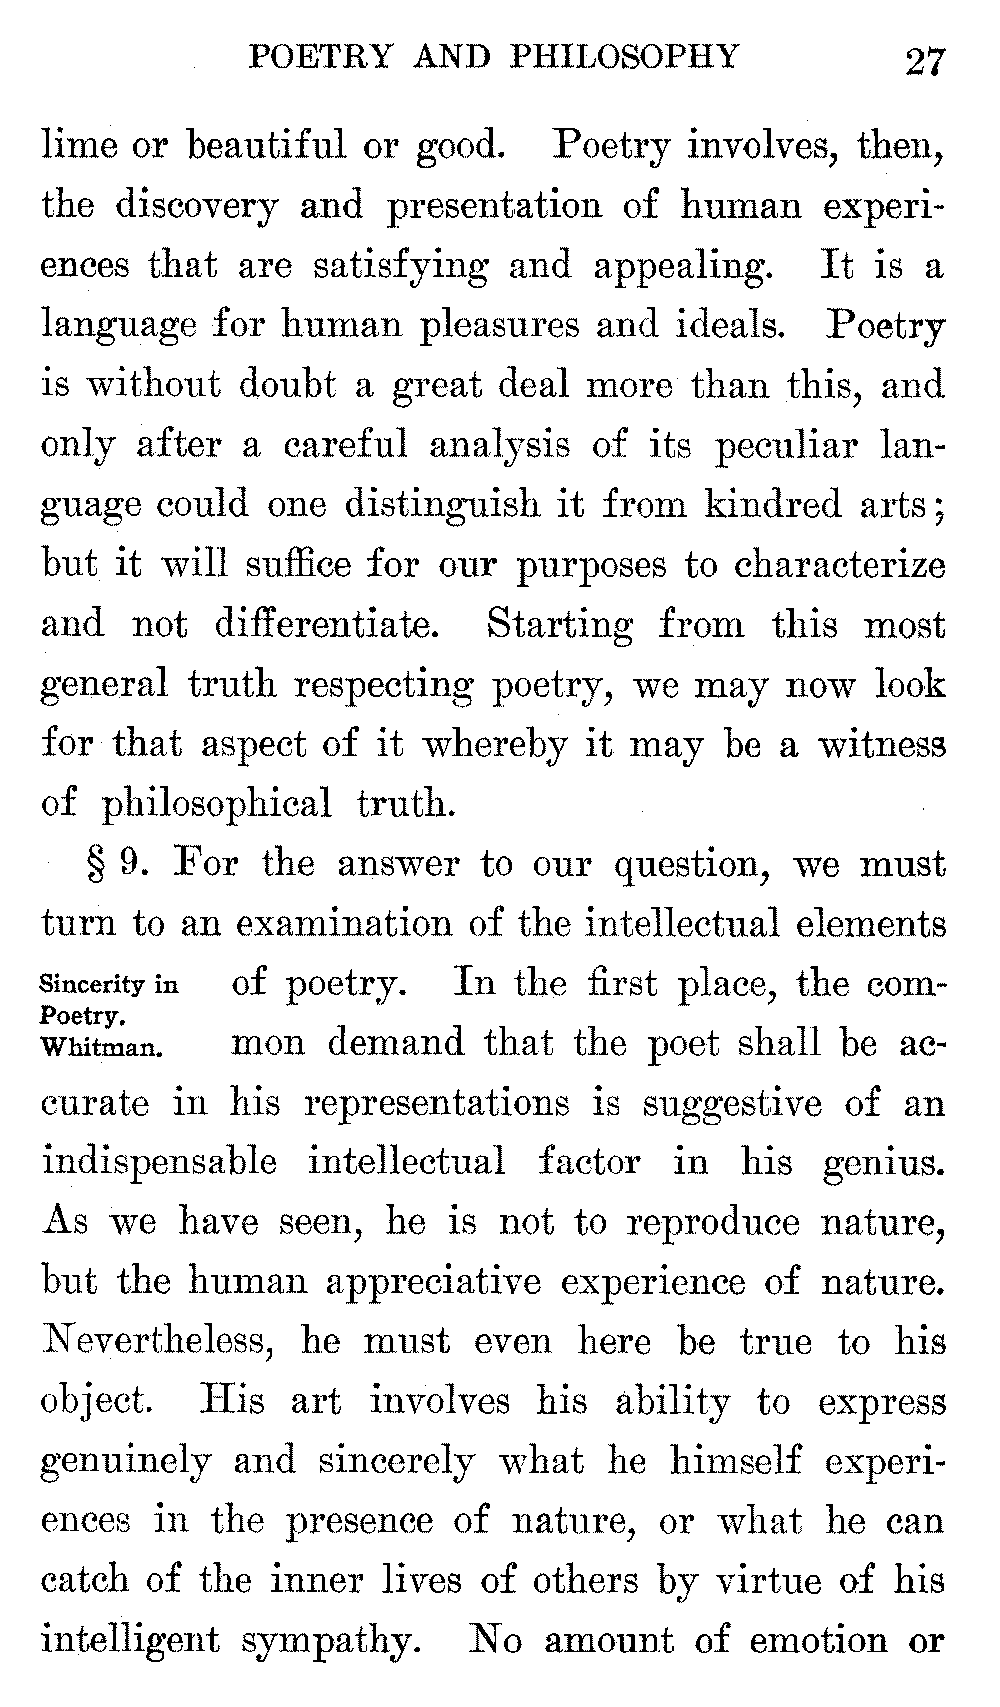 POETRY AND PHILOSOPHY 27
lime or beautiful or good. Poetry involves, then,
the discovery and presentation of human experi-
ences that are satisfying and appealing. It is a
language for human pleasures and ideals. Poetry
is without doubt a great deal more than this, and
only after a careful analysis of its peculiar lan-
guage could one distinguish it from kindred arts;
but it will suffice for our purposes to characterize
and not differentiate. Starting from this most
general truth respecting poetry, we may now look
for that aspect of it whereby it may be a witness
of philosophical truth.
§ 9. For the answer to our question, we must
turn to an examination of the intellectual elements
Sincerity in
Poetry.
Whitman.
of poetry. In the first place, the com-
mon demand that the poet shall be ac-
curate in his representations is suggestive of an
indispensable intellectual factor in his genius.
As we have seen, he is not to reproduce nature,
but the human appreciative experience of nature.
Nevertheless, he must even here be true to his
object. His art involves his ability to express
genuinely and sincerely what he himself experi-
ences in the presence of nature, or what he can
catch of the inner lives of others by virtue of his
intelligent sympathy. No amount of emotion or